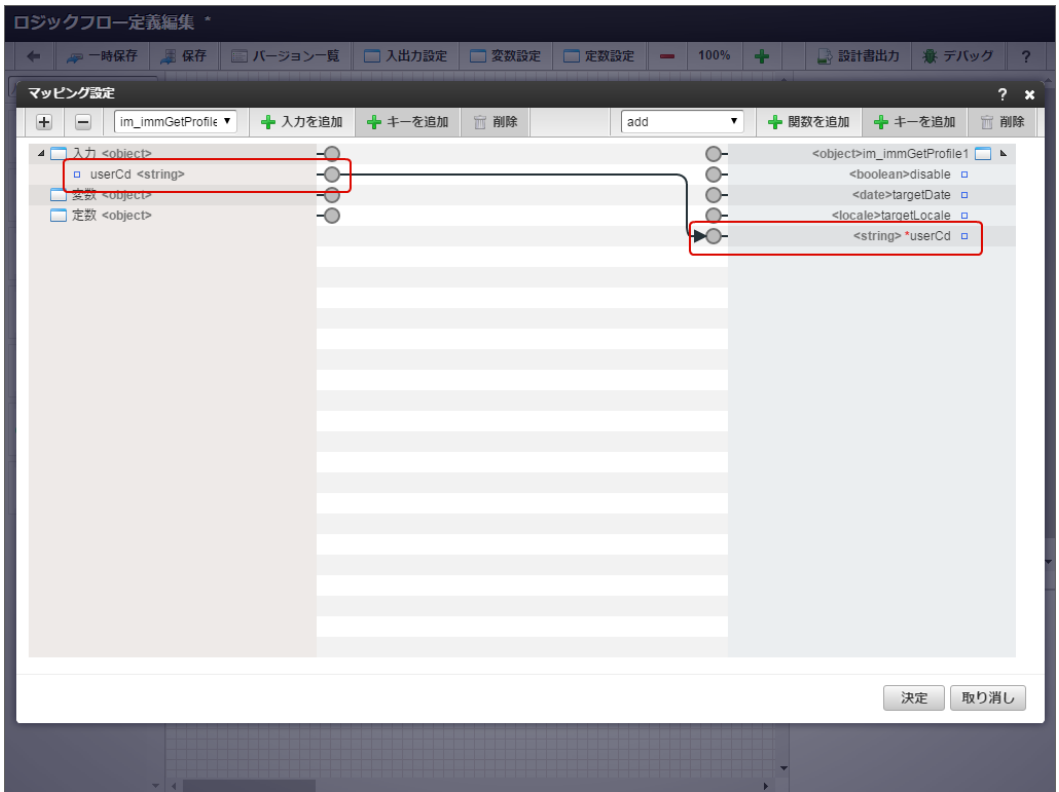 ロジックフロー定義編集 *
一時保存 保存 バージョン一覧 入出力設定 変数設定 定数設定 100% 設計書出力 デバッグ ?
マッピング設定 ?
im_immGetProfile 入力を追加 キーを追加 削除 add 関数を追加 キーを追加 削除
入力 <object> <object>im_immGetProfile1
userCd <string> <boolean>disable
変数 <object> <date>targetDate
定数 <object> <locale>targetLocale
<string> *userCd
決定 取り消し